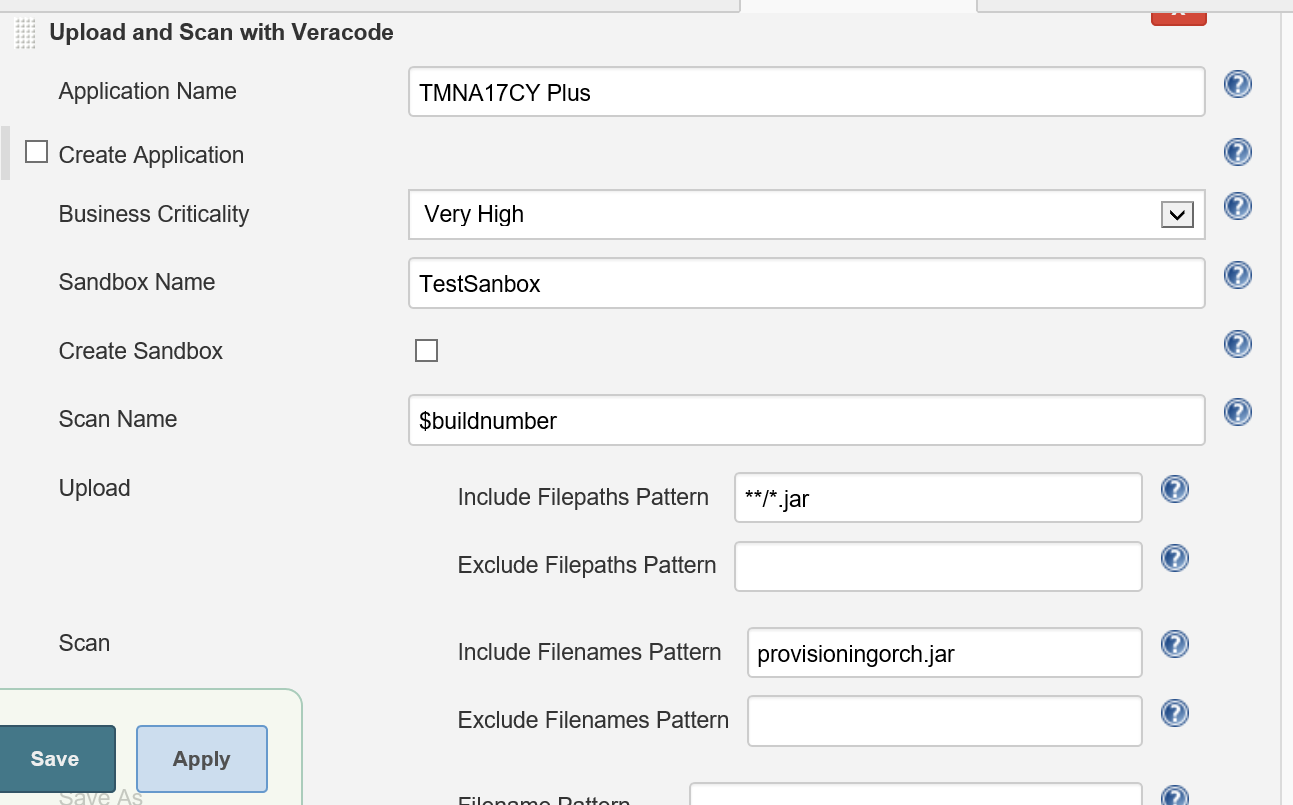 Upload and Scan with Veracode
Application Name
TMNA17CY Plus
Create Application
Business Criticality
Very High
Sandbox Name
TestSanbox
Create Sandbox
Scan Name
$buildnumber
Upload
Include Filepaths Pattern
**/*.jar
Exclude Filepaths Pattern
Scan
Include Filenames Pattern
provisioningorch.jar
Exclude Filenames Pattern
Save
Apply
Save As
Filename Pattern